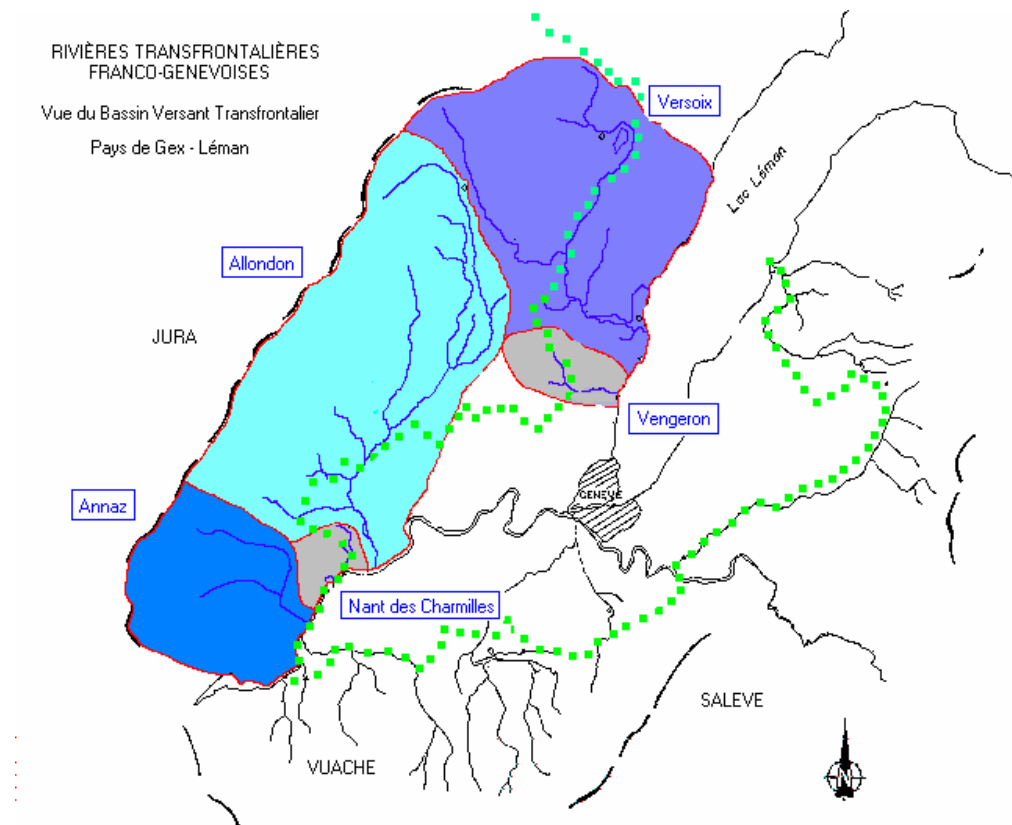 RIVIÈRES TRANSFRONTALIÈRES
FRANCO-GENEVOISES
Vue du Bassin Versant Transfrontalier
Pays de Gex - Léman
Versoix
Lac Léman
Allondon
JURA
Vengeron
Annaz
GENEVE
Nant des Charmilles
SALEVE
VUACHE
N